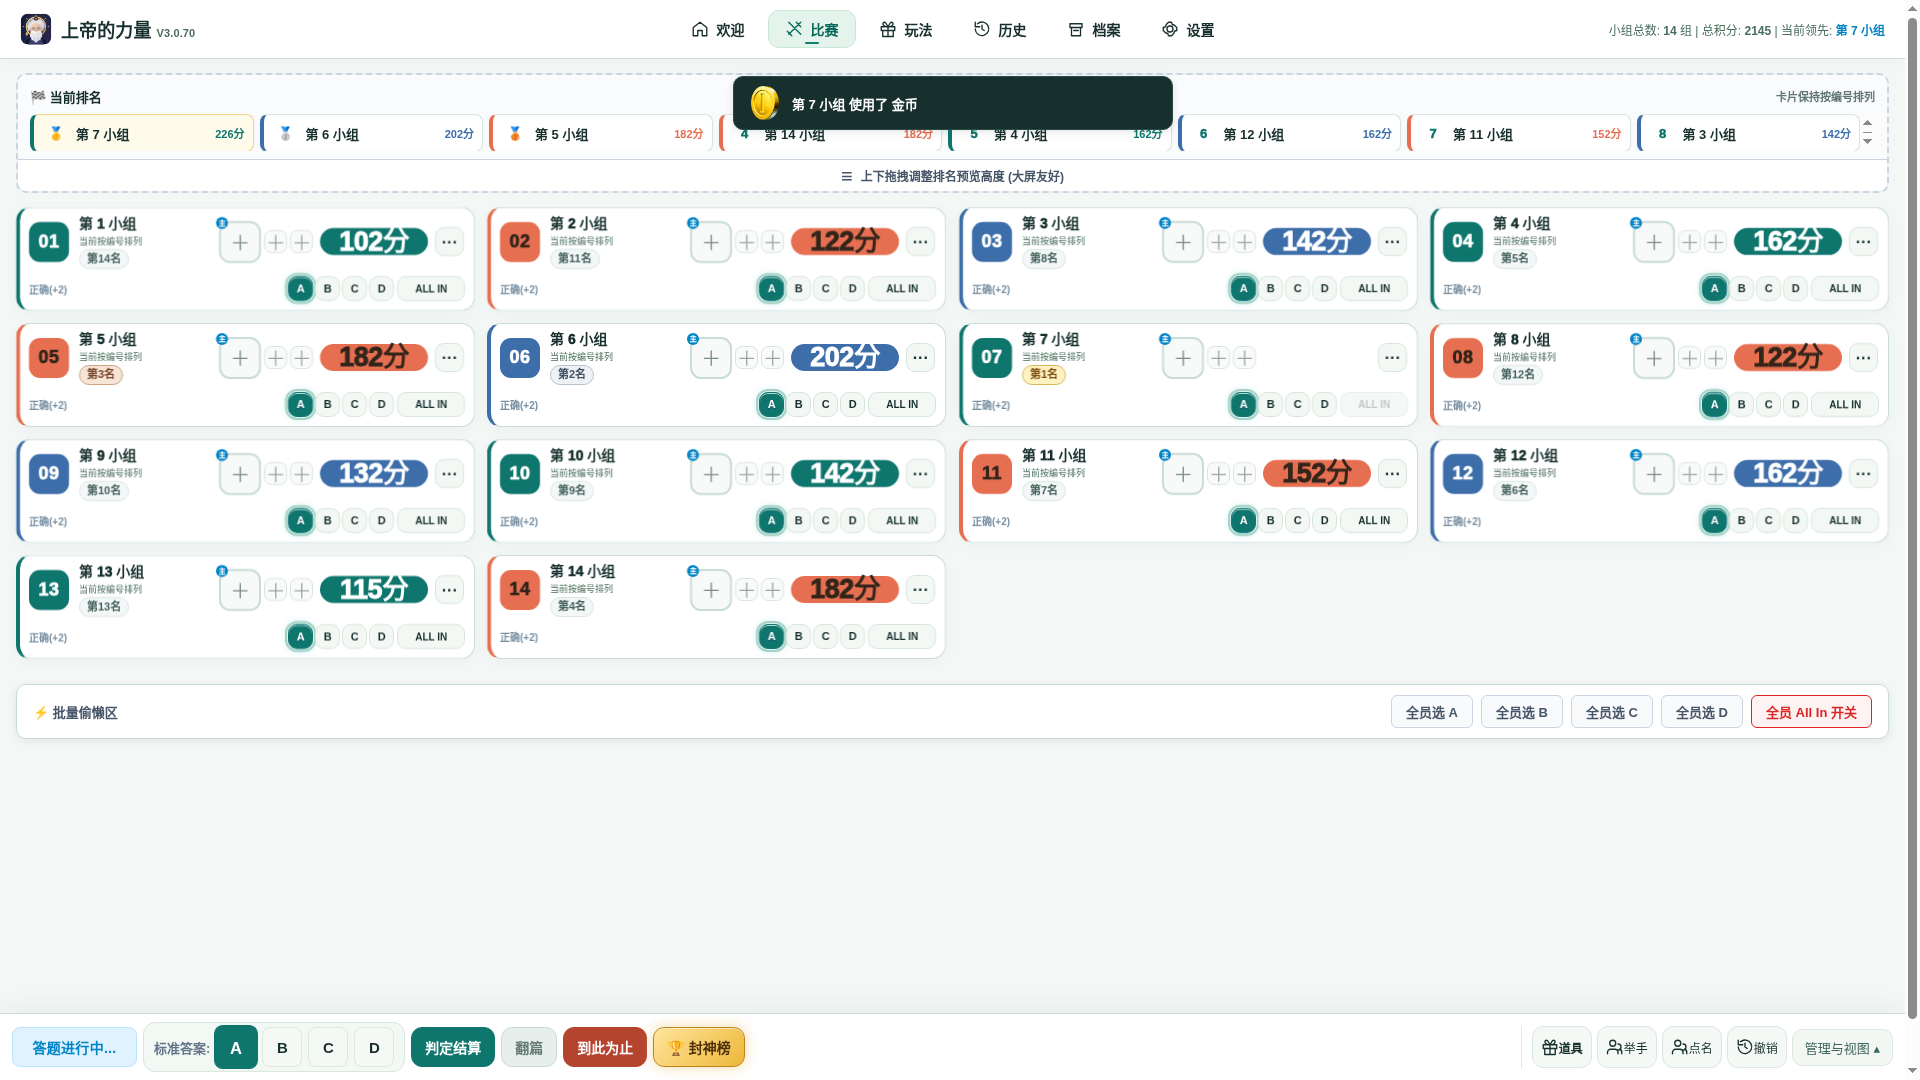 上帝的力量 V3.0.70
欢迎 比赛 玩法 历史 档案 设置
小组总数: 14 组 | 总积分: 2145 | 当前领先: 第 7 小组
当前排名
第 7 小组 使用了 金币
卡片保持按编号排列
第 7 小组 226分
第 6 小组 202分
第 5 小组 182分
4 第 14 小组 182分
5 第 4 小组 162分
6 第 12 小组 162分
7 第 11 小组 152分
8 第 3 小组 142分
上下拖拽调整排名预览高度 (大屏友好)
01 第 1 小组 当前按编号排列 第14名 主 102分
正确(+2) A B C D ALL IN
02 第 2 小组 当前按编号排列 第11名 主 122分
正确(+2) A B C D ALL IN
03 第 3 小组 当前按编号排列 第8名 主 142分
正确(+2) A B C D ALL IN
04 第 4 小组 当前按编号排列 第5名 主 162分
正确(+2) A B C D ALL IN
05 第 5 小组 当前按编号排列 第3名 主 182分
正确(+2) A B C D ALL IN
06 第 6 小组 当前按编号排列 第2名 主 202分
正确(+2) A B C D ALL IN
07 第 7 小组 当前按编号排列 第1名 主
正确(+2) A B C D ALL IN
08 第 8 小组 当前按编号排列 第12名 主 122分
正确(+2) A B C D ALL IN
09 第 9 小组 当前按编号排列 第10名 主 132分
正确(+2) A B C D ALL IN
10 第 10 小组 当前按编号排列 第9名 主 142分
正确(+2) A B C D ALL IN
11 第 11 小组 当前按编号排列 第7名 主 152分
正确(+2) A B C D ALL IN
12 第 12 小组 当前按编号排列 第6名 主 162分
正确(+2) A B C D ALL IN
13 第 13 小组 当前按编号排列 第13名 主 115分
正确(+2) A B C D ALL IN
14 第 14 小组 当前按编号排列 第4名 主 182分
正确(+2) A B C D ALL IN
批量偷懒区
全员选 A 全员选 B 全员选 C 全员选 D 全员 All In 开关
答题进行中... 标准答案: A B C D 判定结算 翻篇 到此为止 封神榜
道具 举手 点名 撤销 管理与视图 ▴